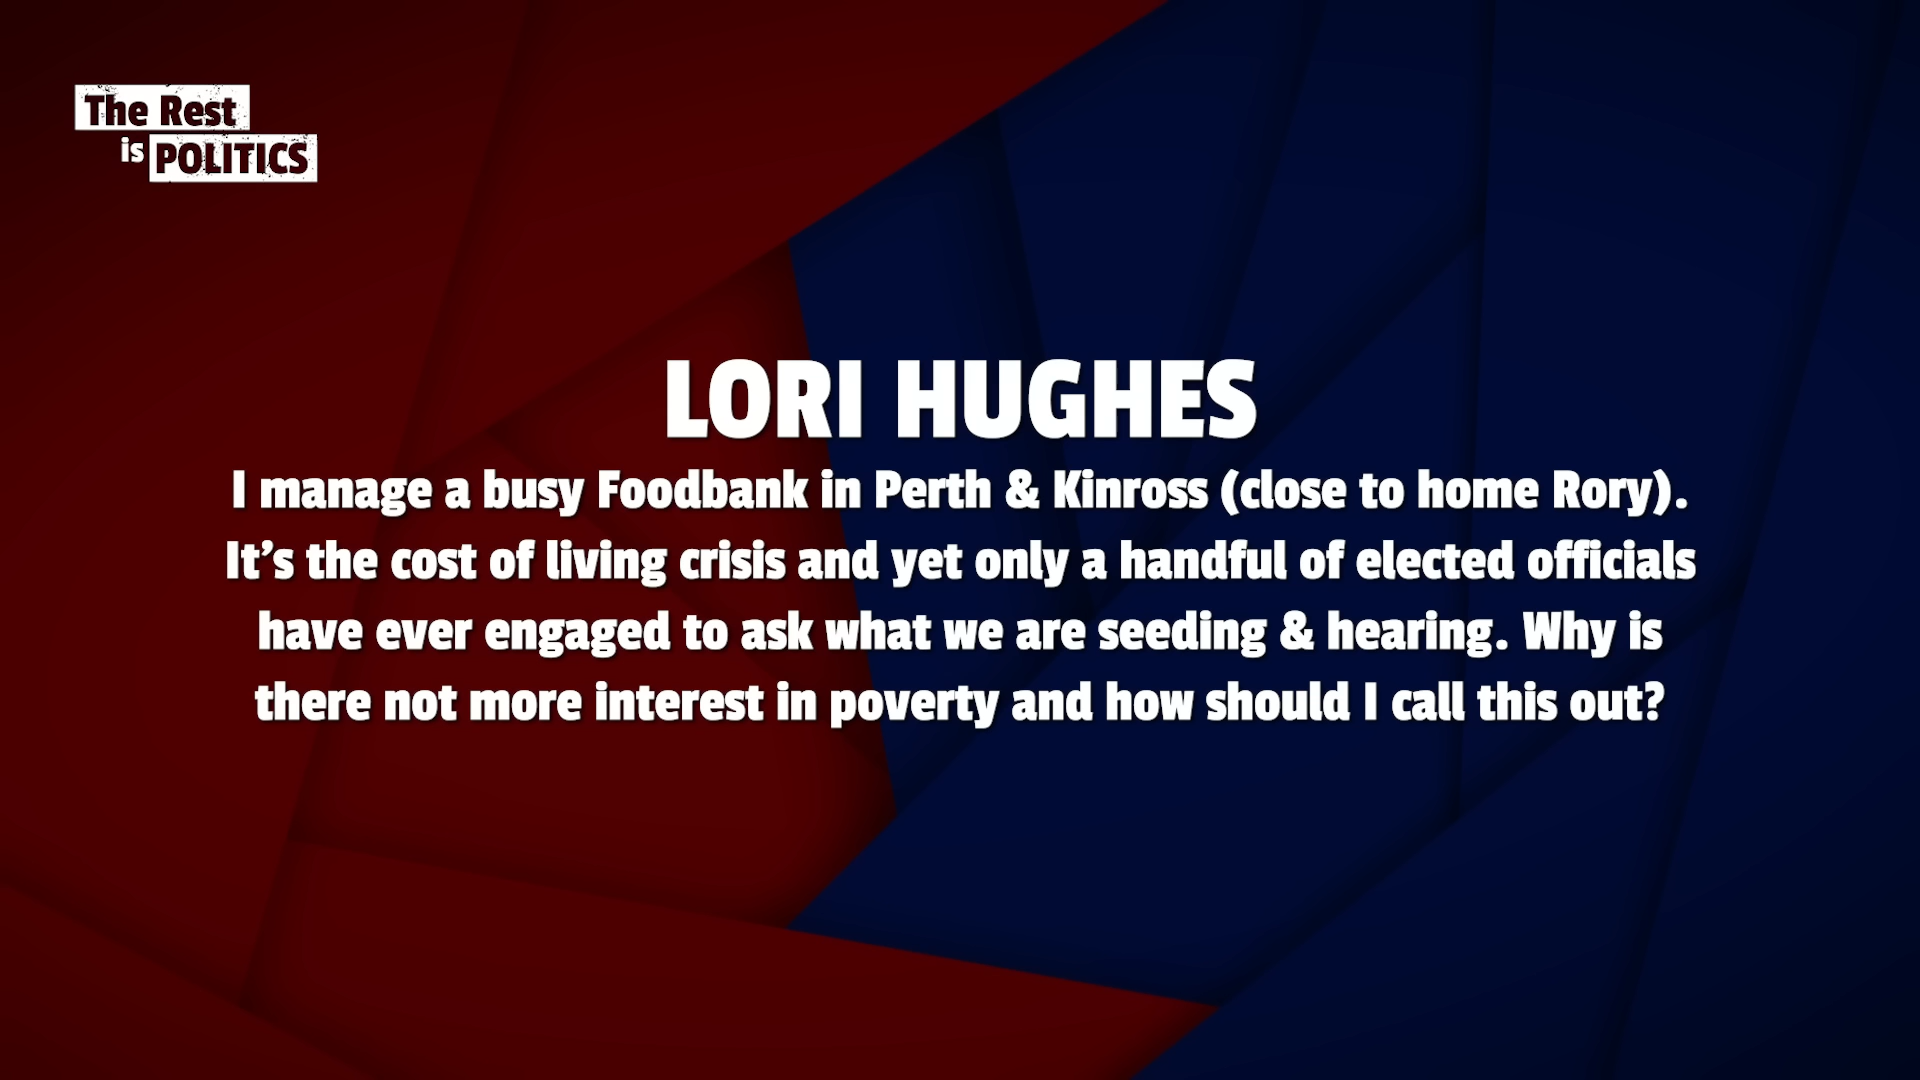 The Rest
is POLITICS
LORI HUGHES
I manage a busy Foodbank in Perth & Kinross (close to home Rory).
It's the cost of living crisis and yet only a handful of elected officials
have ever engaged to ask what we are seeding & hearing. Why is
there not more interest in poverty and how should I call this out?